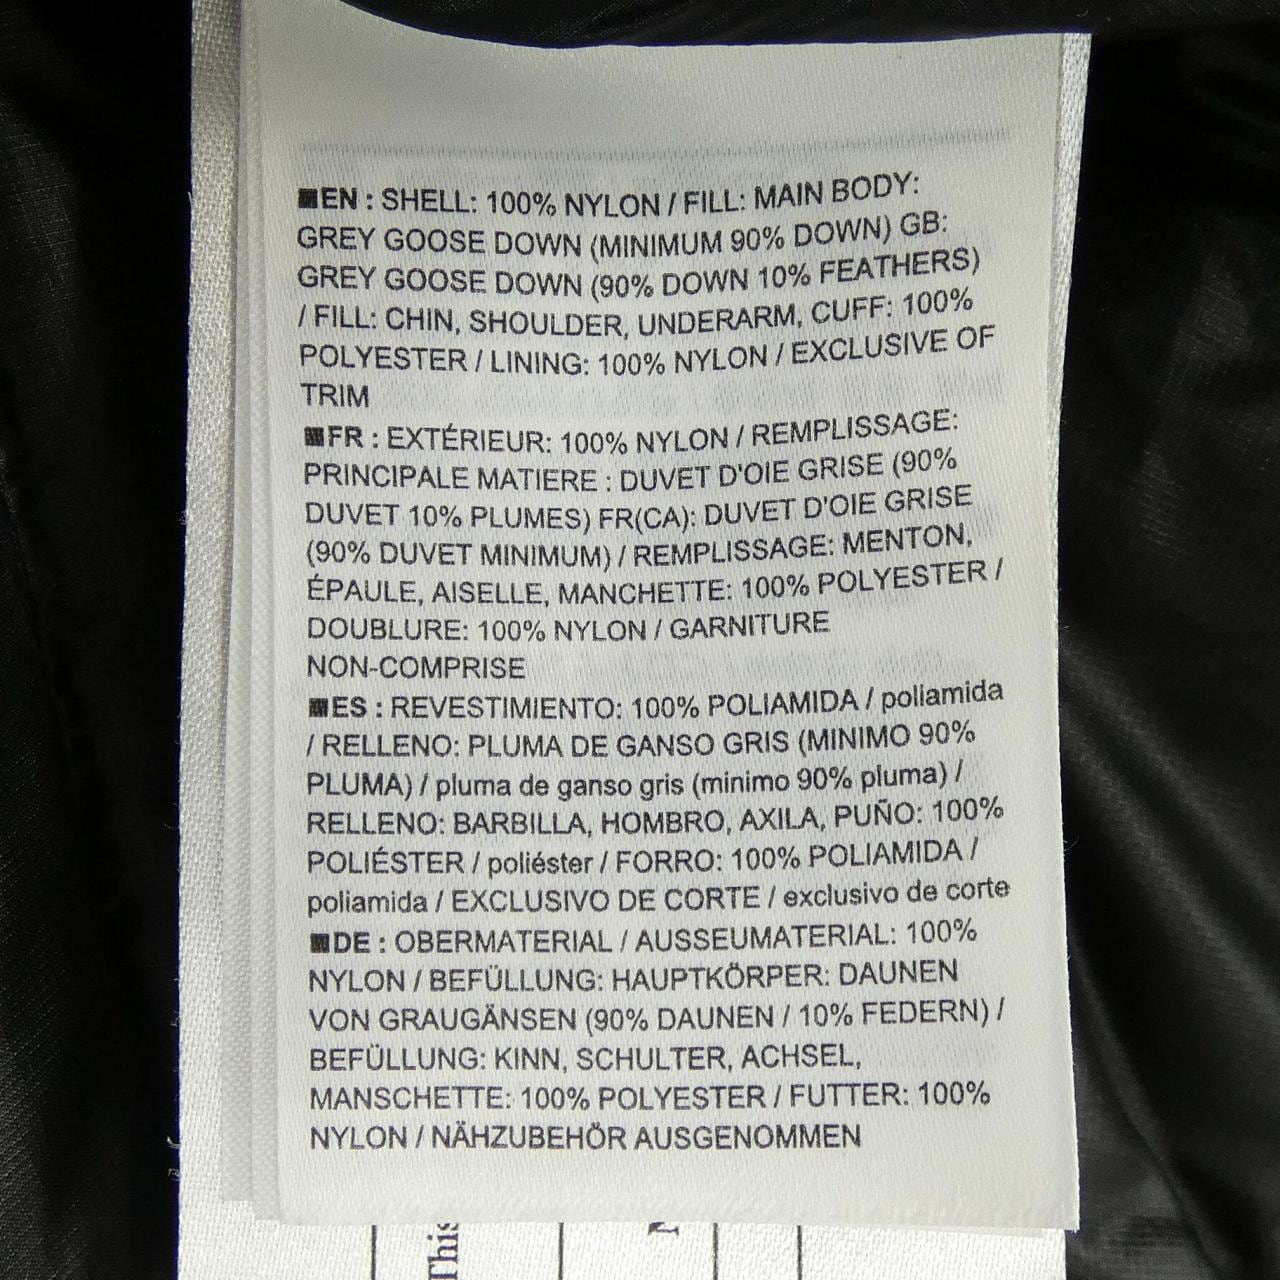 ■EN : SHELL: 100% NYLON / FILL: MAIN BODY:
GREY GOOSE DOWN (MINIMUM 90% DOWN) GB:
GREY GOOSE DOWN (90% DOWN 10% FEATHERS)
/ FILL: CHIN, SHOULDER, UNDERARM, CUFF: 100%
POLYESTER / LINING: 100% NYLON / EXCLUSIVE OF
TRIM
■FR : EXTÉRIEUR: 100% NYLON / REMPLISSAGE:
PRINCIPALE MATIERE : DUVET D'OIE GRISE (90%
DUVET 10% PLUMES) FR(CA): DUVET D'OIE GRISE
(90% DUVET MINIMUM) / REMPLISSAGE: MENTON,
ÉPAULE, AISELLE, MANCHETTE: 100% POLYESTER /
DOUBLURE: 100% NYLON / GARNITURE
NON-COMPRISE
■ES : REVESTIMIENTO: 100% POLIAMIDA / poliamida
/ RELLENO: PLUMA DE GANSO GRIS (MINIMO 90%
PLUMA) / pluma de ganso gris (minimo 90% pluma) /
RELLENO: BARBILLA, HOMBRO, AXILA, PUÑO: 100%
POLIÉSTER / poliéster / FORRO: 100% POLIAMIDA /
poliamida / EXCLUSIVO DE CORTE / exclusivo de corte
■DE : OBERMATERIAL / AUSSEUMATERIAL: 100%
NYLON / BEFÜLLUNG: HAUPTKÖRPER: DAUNEN
VON GRAUGÄNSEN (90% DAUNEN / 10% FEDERN) /
BEFÜLLUNG: KINN, SCHULTER, ACHSEL,
MANSCHETTE: 100% POLYESTER / FUTTER: 100%
NYLON / NÄHZUBEHÖR AUSGENOMMEN
This